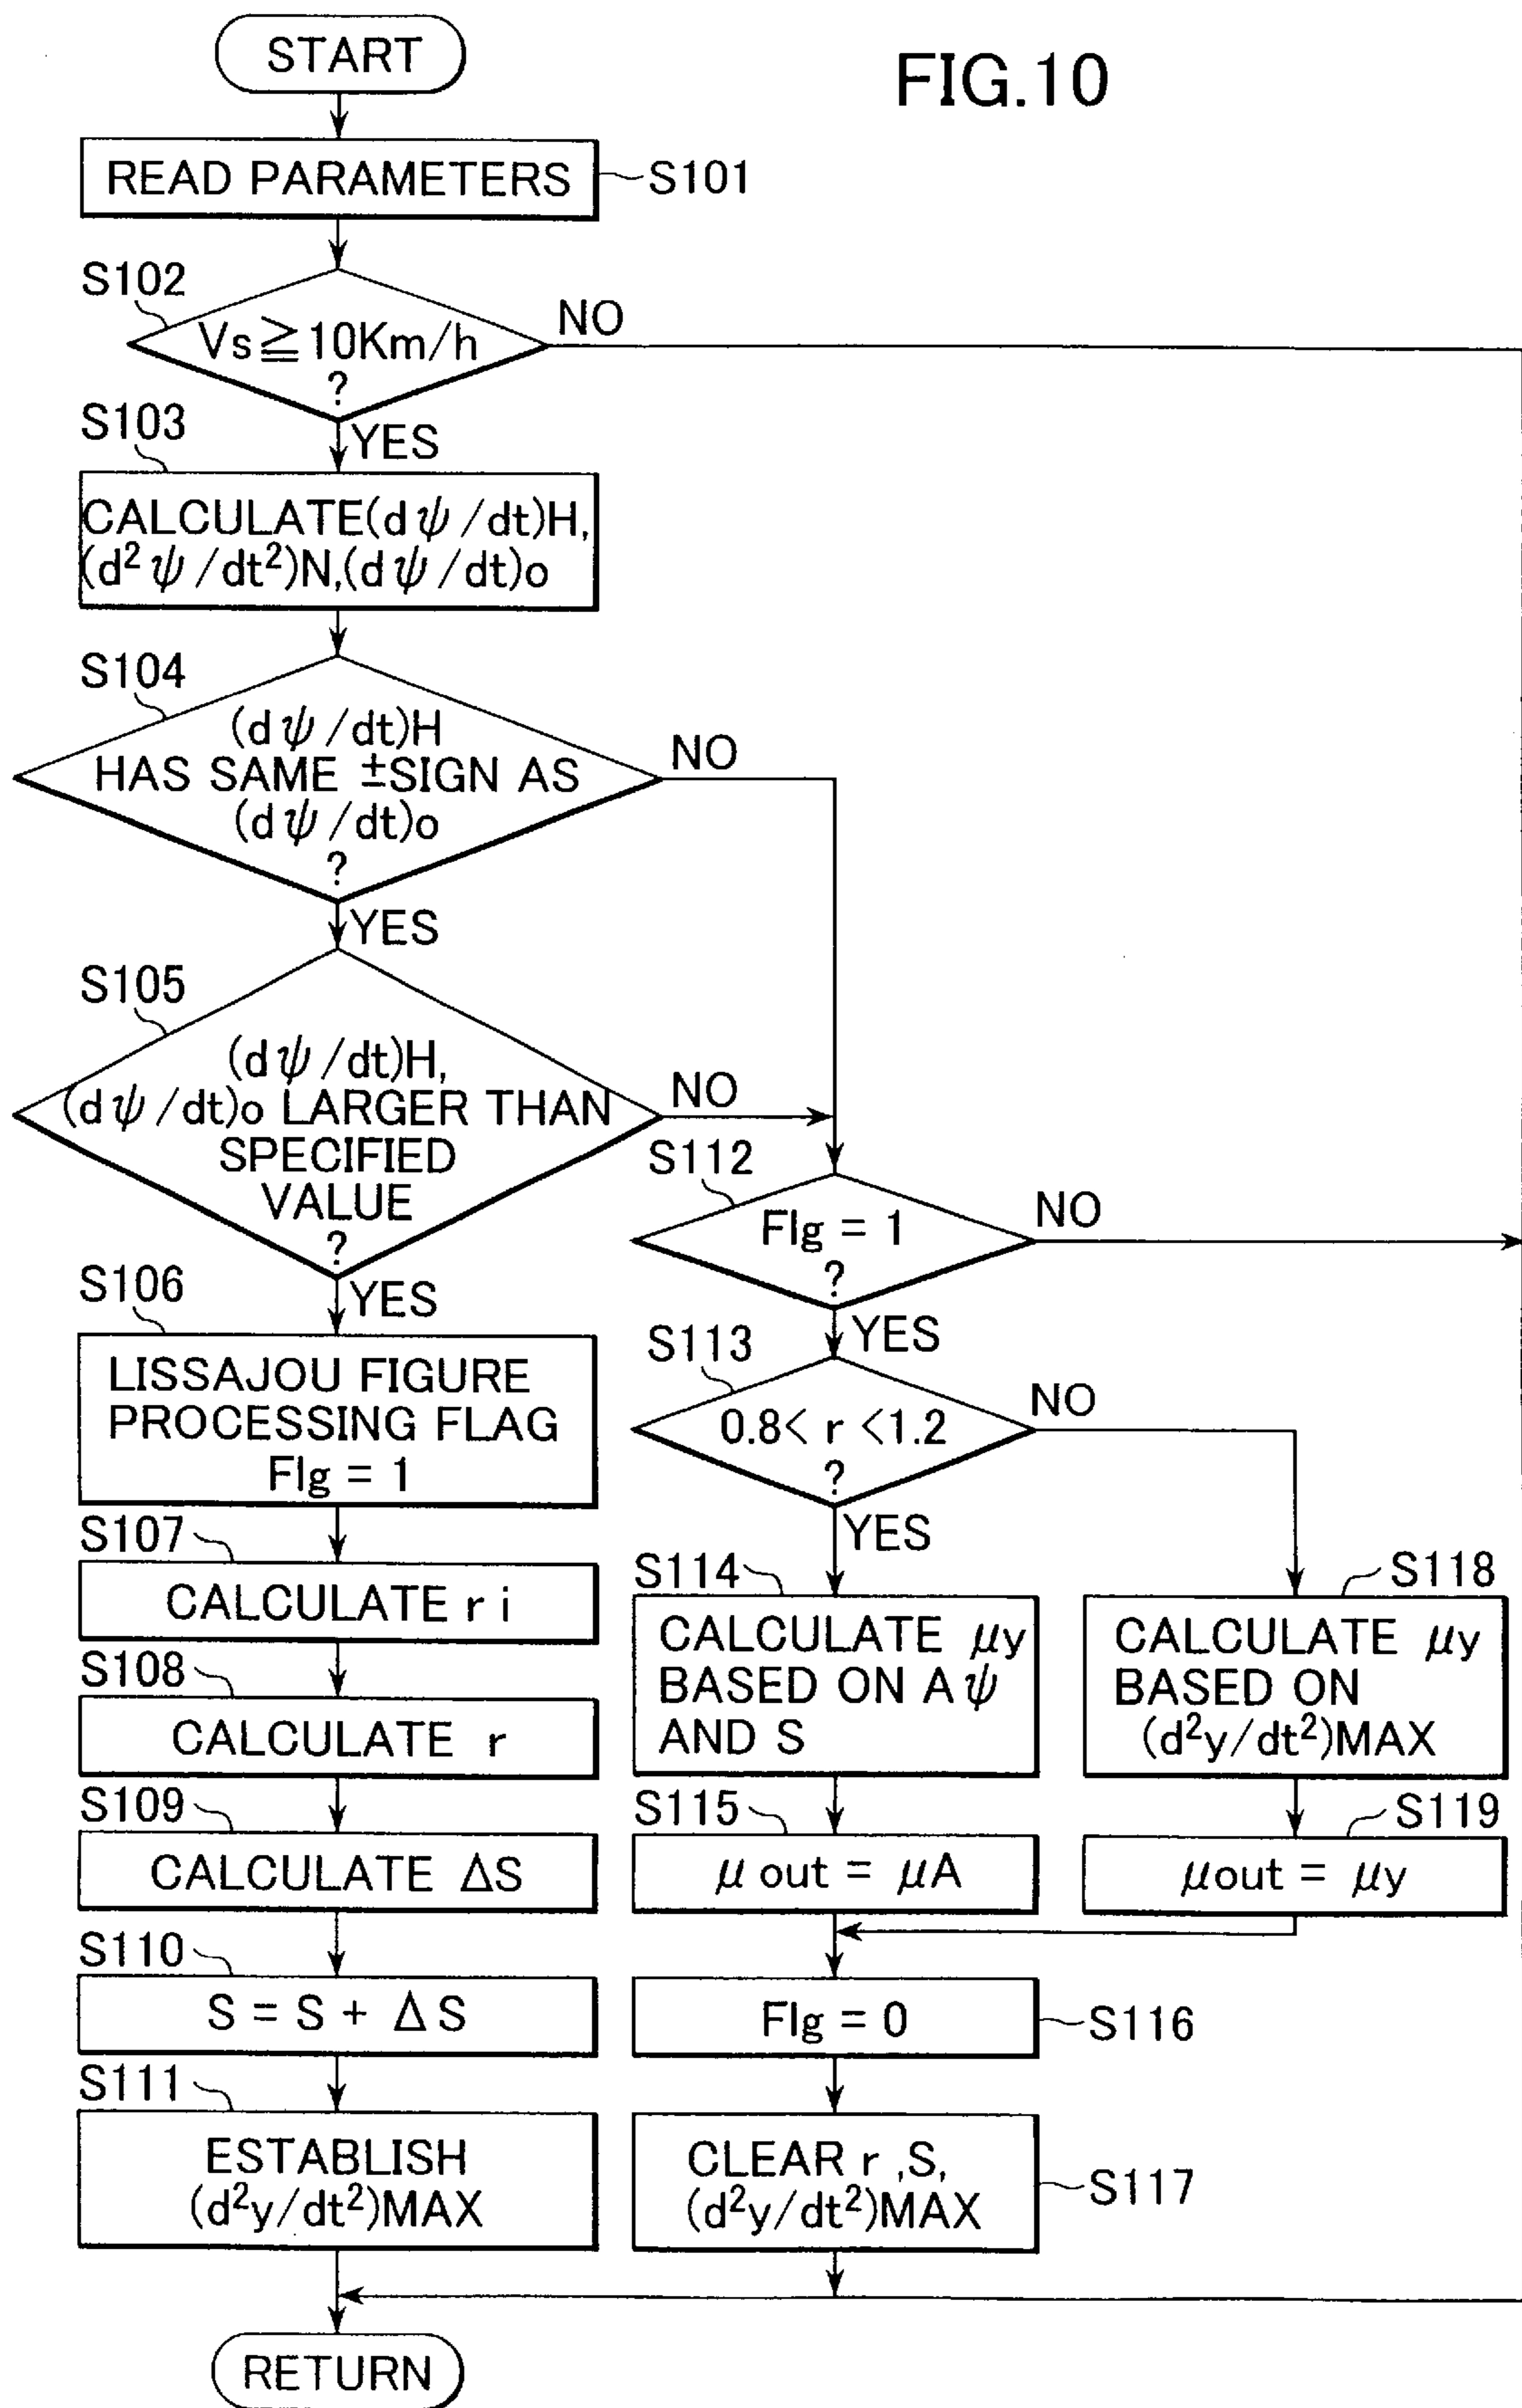 START
FIG.10
READ PARAMETERS
S101
S102
Vs≧10Km/h
?
NO
YES
S103
CALCULATE(dψ/dt)H,
(d²ψ/dt²)N,(dψ/dt)o
S104
(dψ/dt)H
HAS SAME ±SIGN AS
(dψ/dt)o
?
NO
YES
S105
(dψ/dt)H,
(dψ/dt)o LARGER THAN
SPECIFIED
VALUE
?
NO
YES
S106
LISSAJOU FIGURE
PROCESSING FLAG
Flg = 1
S107
CALCULATE r i
S108
CALCULATE r
S109
CALCULATE ΔS
S110
S = S + ΔS
S111
ESTABLISH
(d²y/dt²)MAX
RETURN
S112
Flg = 1
?
NO
YES
S113
0.8< r <1.2
?
NO
YES
S114
CALCULATE μy
BASED ON Aψ
AND S
S115
μout = μA
S118
CALCULATE μy
BASED ON
(d²y/dt²)MAX
S119
μout = μy
Flg = 0
S116
CLEAR r ,S,
(d²y/dt²)MAX
S117